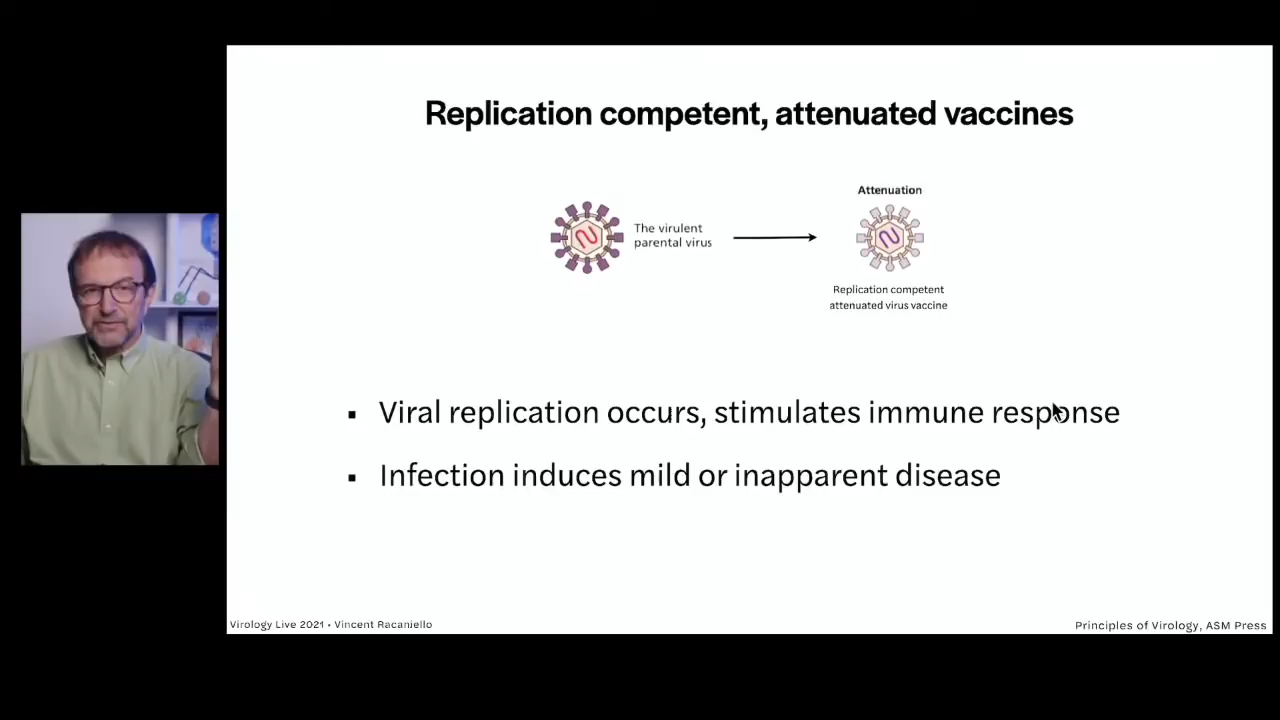 Replication competent, attenuated vaccines
The virulent
parental virus
Attenuation
Replication competent
attenuated virus vaccine
▪ Viral replication occurs, stimulates immune response
▪ Infection induces mild or inapparent disease
Virology Live 2021 • Vincent Racaniello
Principles of Virology, ASM Press